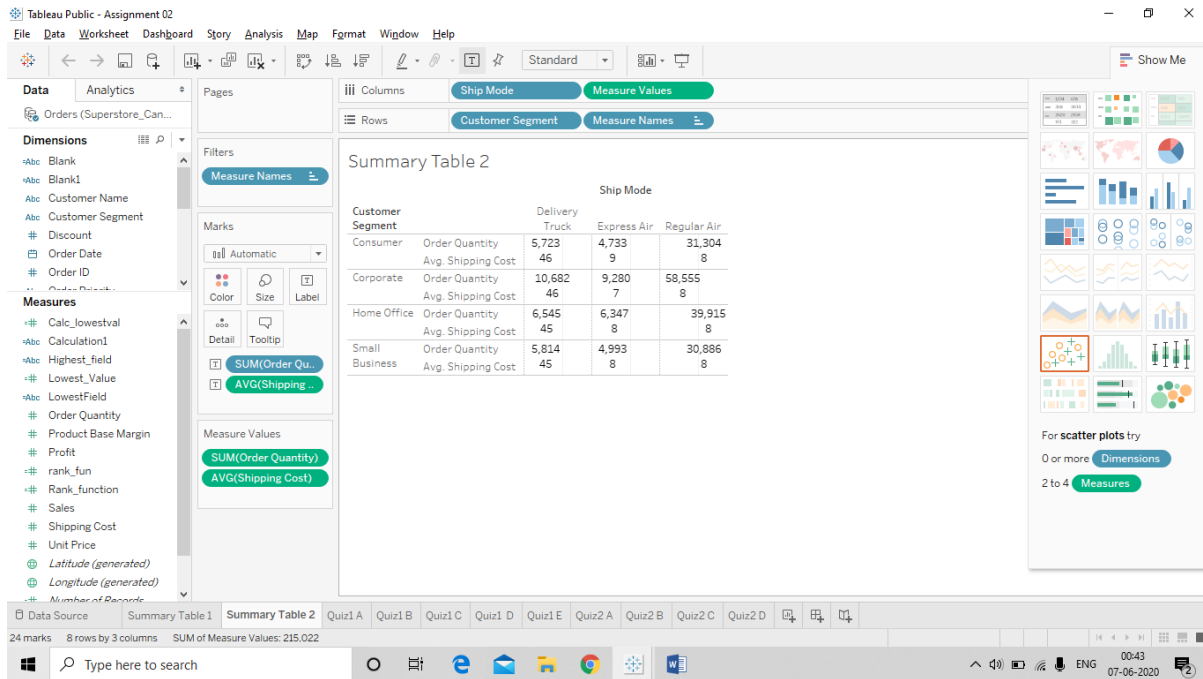 Tableau Public - Assignment 02
File Data Worksheet Dashboard Story Analysis Map Format Window Help
Standard
Show Me
Data Analytics
Orders (Superstore_Can...
Dimensions
Abc Blank
Abc Blank1
Abc Customer Name
Abc Customer Segment
# Discount
Order Date
# Order ID
Measures
# Calc_lowestval
Abc Calculation1
Abc Highest_field
# Lowest_Value
Abc LowestField
# Order Quantity
# Product Base Margin
# Profit
# rank_fun
# Rank_function
# Sales
# Shipping Cost
# Unit Price
Latitude (generated)
Longitude (generated)
Number of Records
Pages
Filters
Measure Names
Marks
Automatic
Color Size Label
Detail Tooltip
SUM(Order Qu..
AVG(Shipping ..
Measure Values
SUM(Order Quantity)
AVG(Shipping Cost)
Columns Ship Mode Measure Values
Rows Customer Segment Measure Names
Summary Table 2
Ship Mode
Customer Segment Delivery Truck Express Air Regular Air
Consumer Order Quantity 5,723 4,733 31,304
Avg. Shipping Cost 46 9 8
Corporate Order Quantity 10,682 9,280 58,555
Avg. Shipping Cost 46 7 8
Home Office Order Quantity 6,545 6,347 39,915
Avg. Shipping Cost 45 8 8
Small Business Order Quantity 5,814 4,993 30,886
Avg. Shipping Cost 45 8 8
For scatter plots try
0 or more Dimensions
2 to 4 Measures
Data Source Summary Table 1 Summary Table 2 Quiz1 A Quiz1 B Quiz1 C Quiz1 D Quiz1 E Quiz2 A Quiz2 B Quiz2 C Quiz2 D
24 marks 8 rows by 3 columns SUM of Measure Values: 215,022
Type here to search
ENG
00:43
07-06-2020
2